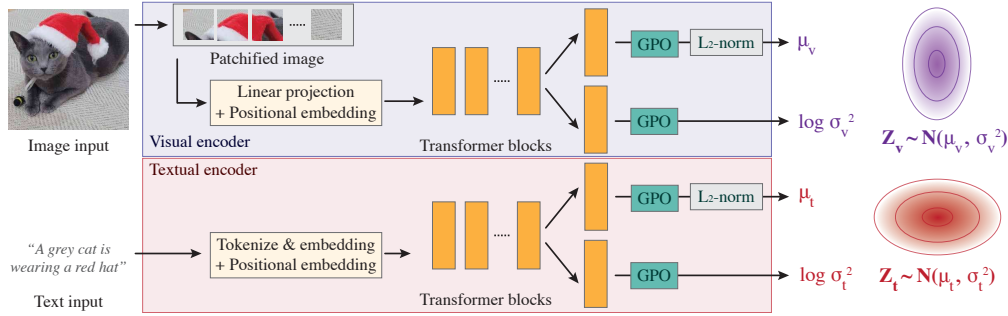 .....
Patchified image
Linear projection
+ Positional embedding
.....
GPO
L₂-norm
μᵥ
GPO
log σᵥ²
Zᵥ ~ N(μᵥ, σᵥ²)
Image input
Visual encoder
Transformer blocks
Textual encoder
“A grey cat is
wearing a red hat”
Text input
Tokenize & embedding
+ Positional embedding
.....
Transformer blocks
GPO
L₂-norm
μₜ
GPO
log σₜ²
Zₜ ~ N(μₜ, σₜ²)